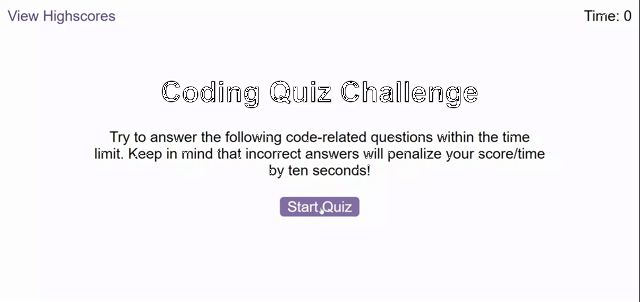 View Highscores
Time: 0
Coding Quiz Challenge
Try to answer the following code-related questions within the time
limit. Keep in mind that incorrect answers will penalize your score/time
by ten seconds!
Start Quiz